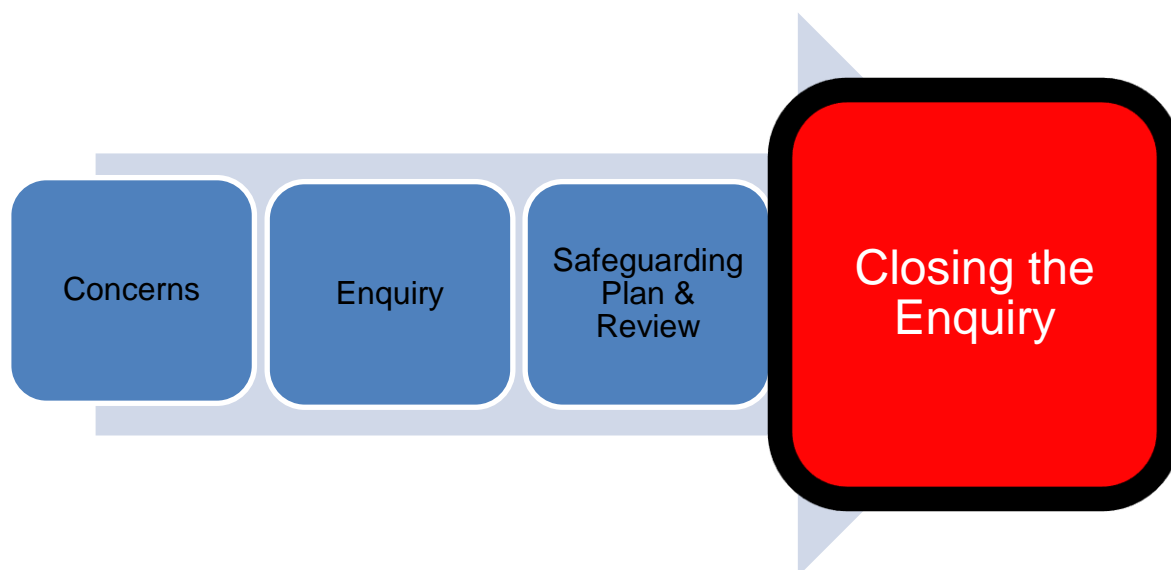 Concerns
Enquiry
Safeguarding
Plan &
Review
Closing the
Enquiry